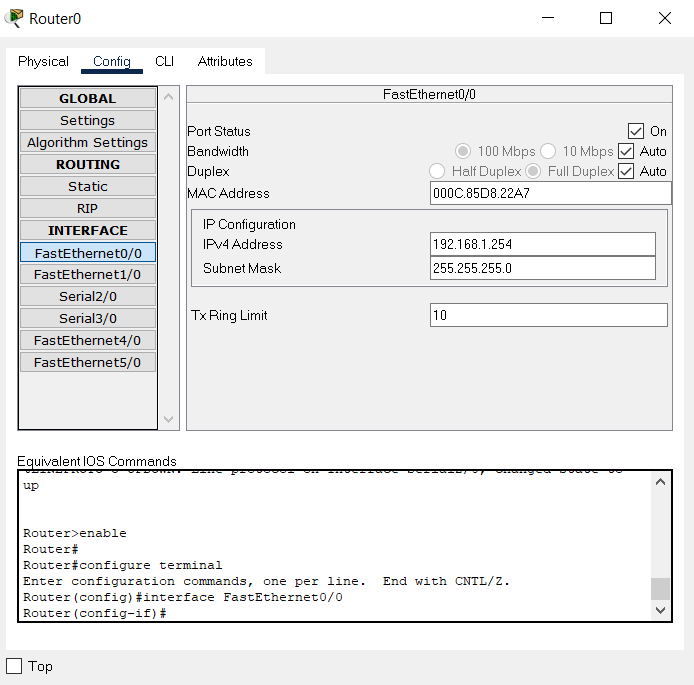 Router0
Physical Config CLI Attributes
GLOBAL
Settings
Algorithm Settings
ROUTING
Static
RIP
INTERFACE
FastEthernet0/0
FastEthernet1/0
Serial2/0
Serial3/0
FastEthernet4/0
FastEthernet5/0
FastEthernet0/0
Port Status On
Bandwidth 100 Mbps 10 Mbps Auto
Duplex Half Duplex Full Duplex Auto
MAC Address 000C.85D8.22A7
IP Configuration
IPv4 Address 192.168.1.254
Subnet Mask 255.255.255.0
Tx Ring Limit 10
Equivalent IOS Commands
up
Router>enable
Router#
Router#configure terminal
Enter configuration commands, one per line. End with CNTL/Z.
Router(config)#interface FastEthernet0/0
Router(config-if)#
Top